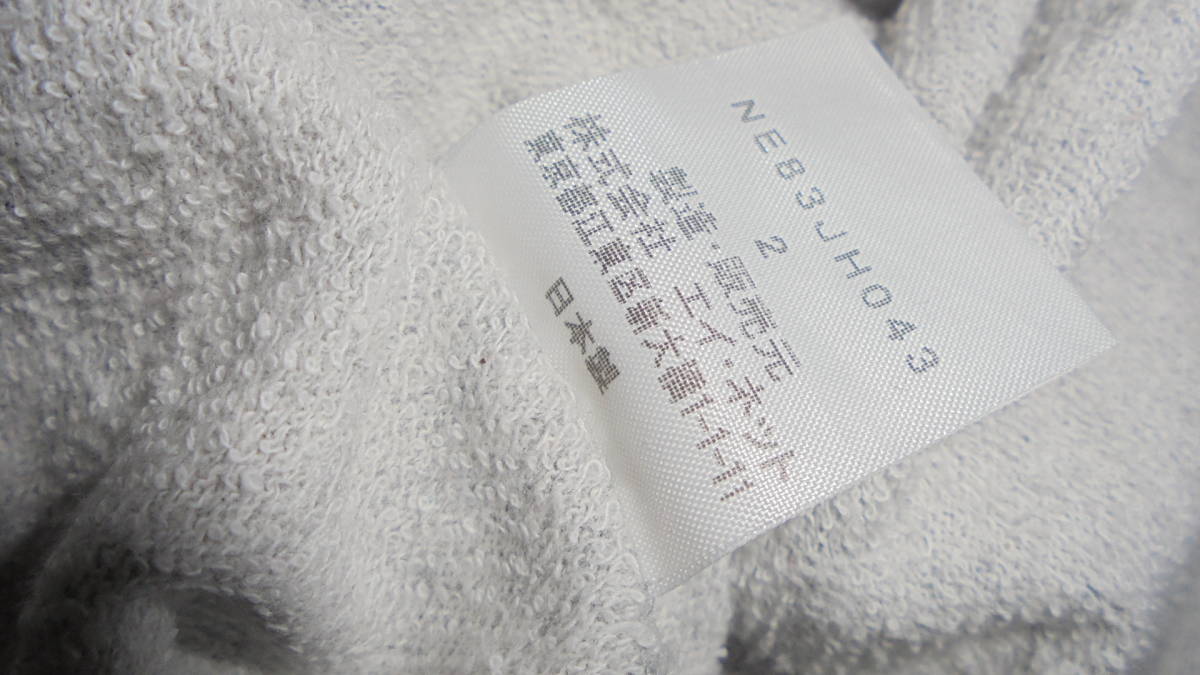 NE83JH043
2
製造・販売元
株式会社 エイ・ネット
東京都江東区新大橋1-1-11
日本製